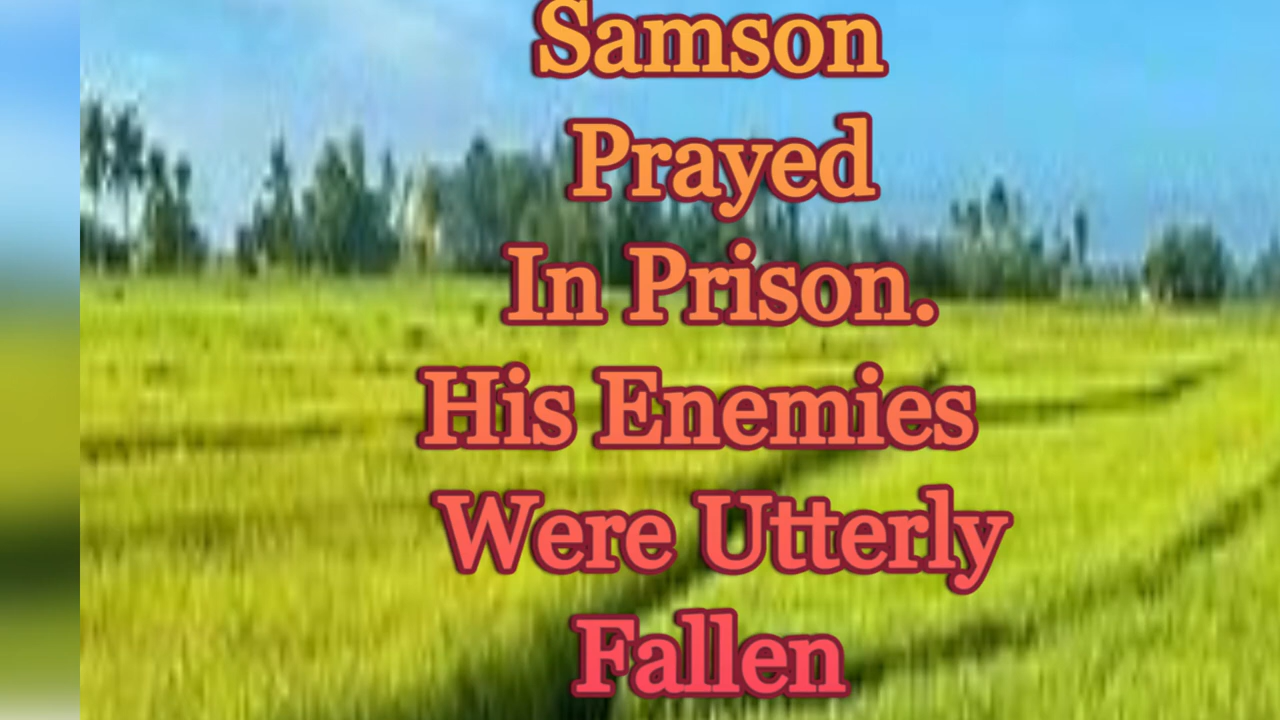 Samson
Prayed
In Prison.
His Enemies
Were Utterly
Fallen